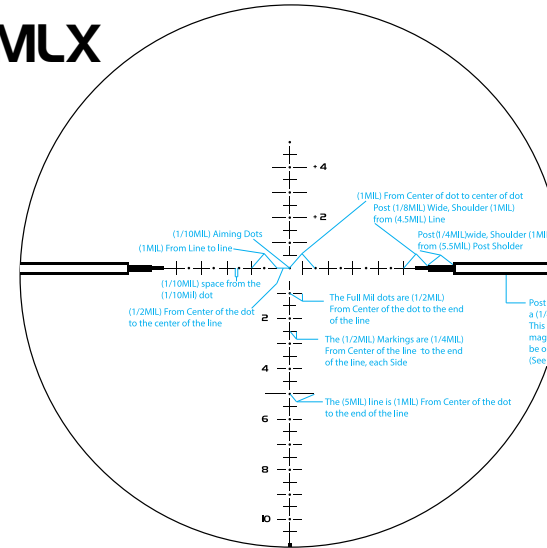 MLX
+4
(1MIL) From Center of dot to center of dot
Post (1/8MIL) Wide, Shoulder (1MIL)
from (4.5MIL) Line
+2
(1/10MIL) Aiming Dots
(1MIL) From Line to line
Post(1/4MIL)wide, Shoulder (1MI
from (5.5MIL) Post Sholder
(1/10MIL) space from the
(1/10Mil) dot
(1/2MIL) From Center of the dot
to the center of the line
The Full Mil dots are (1/2MIL)
From Center of the dot to the end
of the line
Post
a (1/
This
mag
be o
(See
2
The (1/2MIL) Markings are (1/4MIL)
From Center of the line to the end
of the line, each Side
4
The (5MIL) line is (1MIL) From Center of the dot
to the end of the line
6
8
10